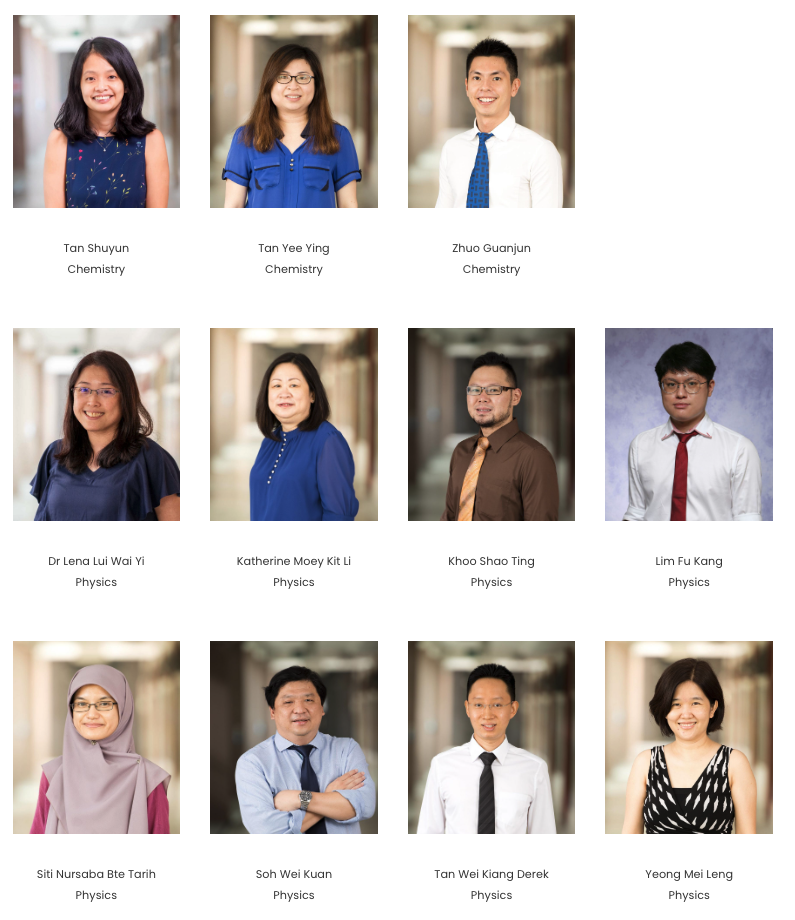 Tan Shuyun
Chemistry
Tan Yee Ying
Chemistry
Zhuo Guanjun
Chemistry
Dr Lena Lui Wai Yi
Physics
Katherine Moey Kit Li
Physics
Khoo Shao Ting
Physics
Lim Fu Kang
Physics
Siti Nursaba Bte Tarih
Physics
Soh Wei Kuan
Physics
Tan Wei Kiang Derek
Physics
Yeong Mei Leng
Physics